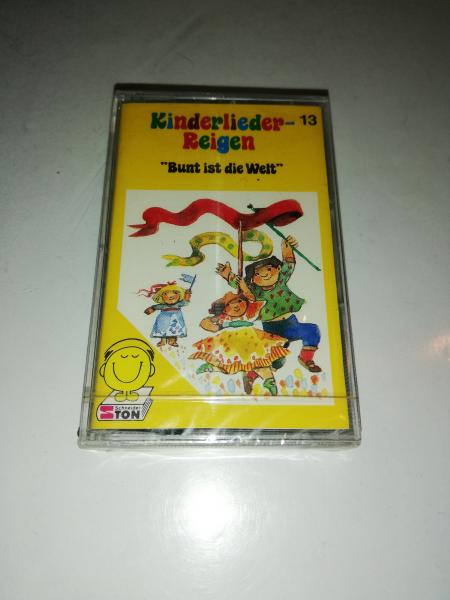 Kinderlieder- 13
Reigen
"Bunt ist die Welt"
Schneider
TON